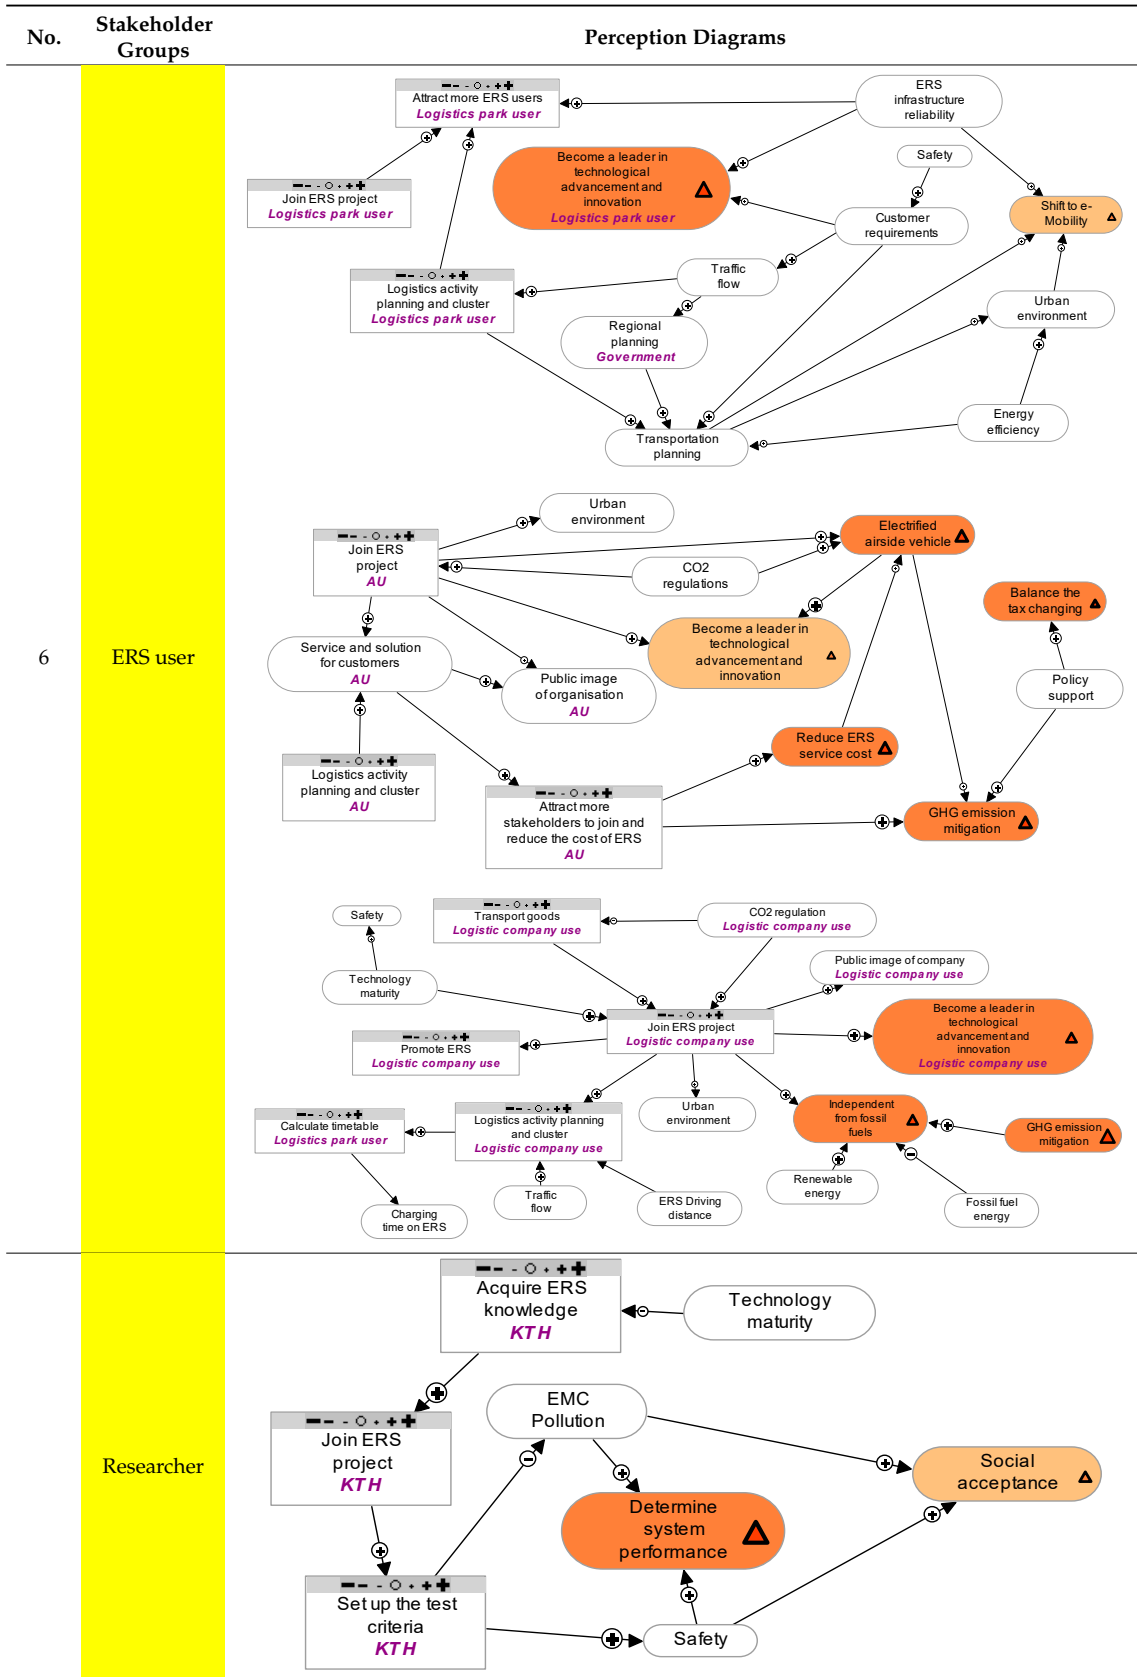 No.
Stakeholder
Groups
Perception Diagrams
6
ERS user
Attract more ERS users
Logistics park user
ERS
infrastructure
reliability
Become a leader in
technological
advancement and
innovation
Logistics park user
Safety
Join ERS project
Logistics park user
Customer
requirements
Shift to e-
Mobility
Traffic
flow
Logistics activity
planning and cluster
Logistics park user
Urban
environment
Regional
planning
Government
Energy
efficiency
Transportation
planning
Urban
environment
Electrified
airside vehicle
Join ERS
project
AU
CO2
regulations
Balance the
tax changing
Become a leader in
technological
advancement and
innovation
Service and solution
for customers
AU
Public image
of organisation
AU
Policy
support
Reduce ERS
service cost
Logistics activity
planning and cluster
AU
Attract more
stakeholders to join and
reduce the cost of ERS
AU
GHG emission
mitigation
Safety
Transport goods
Logistic company use
CO2 regulation
Logistic company use
Public image of company
Logistic company use
Technology
maturity
Join ERS project
Logistic company use
Become a leader in
technological
advancement and
innovation
Logistic company use
Promote ERS
Logistic company use
Urban
environment
Independent
from fossil
fuels
Logistics activity planning
and cluster
Logistic company use
Calculate timetable
Logistics park user
GHG emission
mitigation
Renewable
energy
Traffic
flow
ERS Driving
distance
Fossil fuel
energy
Charging
time on ERS
Researcher
Acquire ERS
knowledge
KTH
Technology
maturity
EMC
Pollution
Join ERS
project
KTH
Social
acceptance
Determine
system
performance
Set up the test
criteria
KTH
Safety